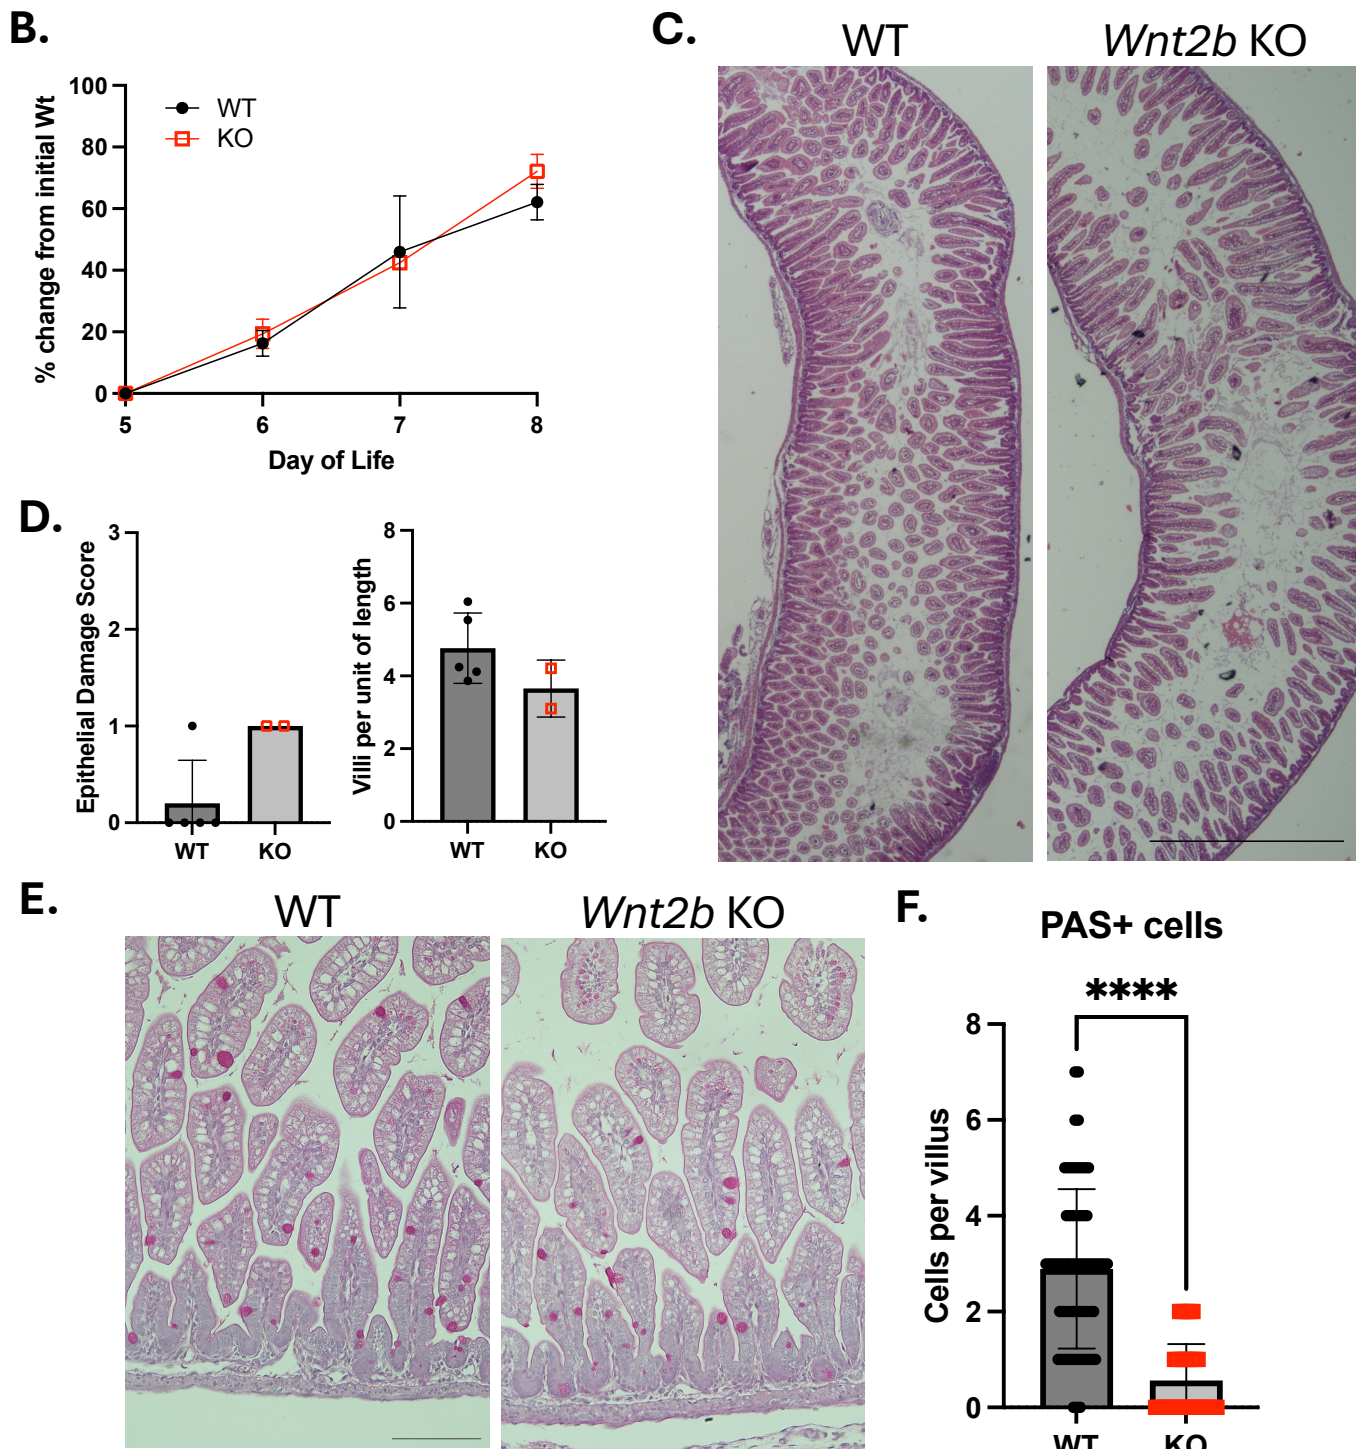 B.
100
80
60
40
20
0
% change from initial Wt
WT
KO
5 6 7 8
Day of Life
C.
WT
Wnt2b KO
D.
3
2
1
0
Epithelial Damage Score
WT KO
8
6
4
2
0
Villi per unit of length
WT KO
E.
WT
Wnt2b KO
F.
PAS+ cells
****
8
6
4
2
0
Cells per villus
WT KO